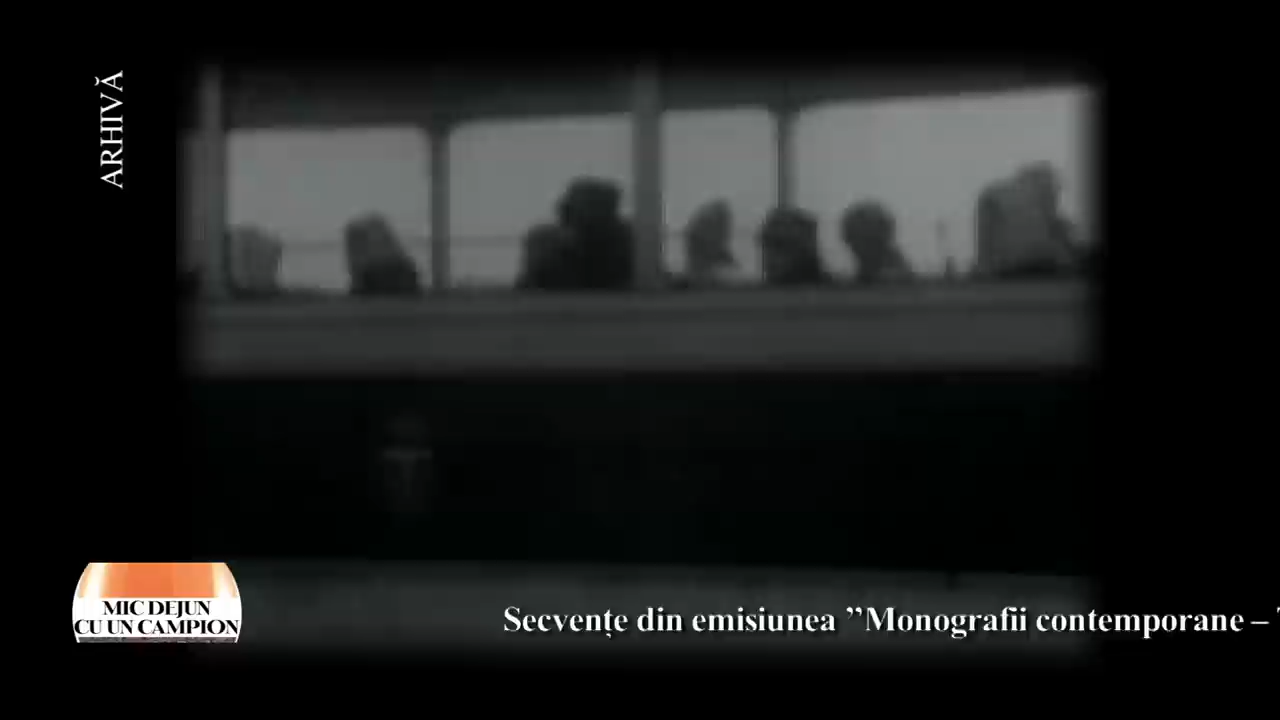 ARHIVĂ
MIC DEJUN
CU UN CAMPION
Secvențe din emisiunea ”Monografii contemporane –